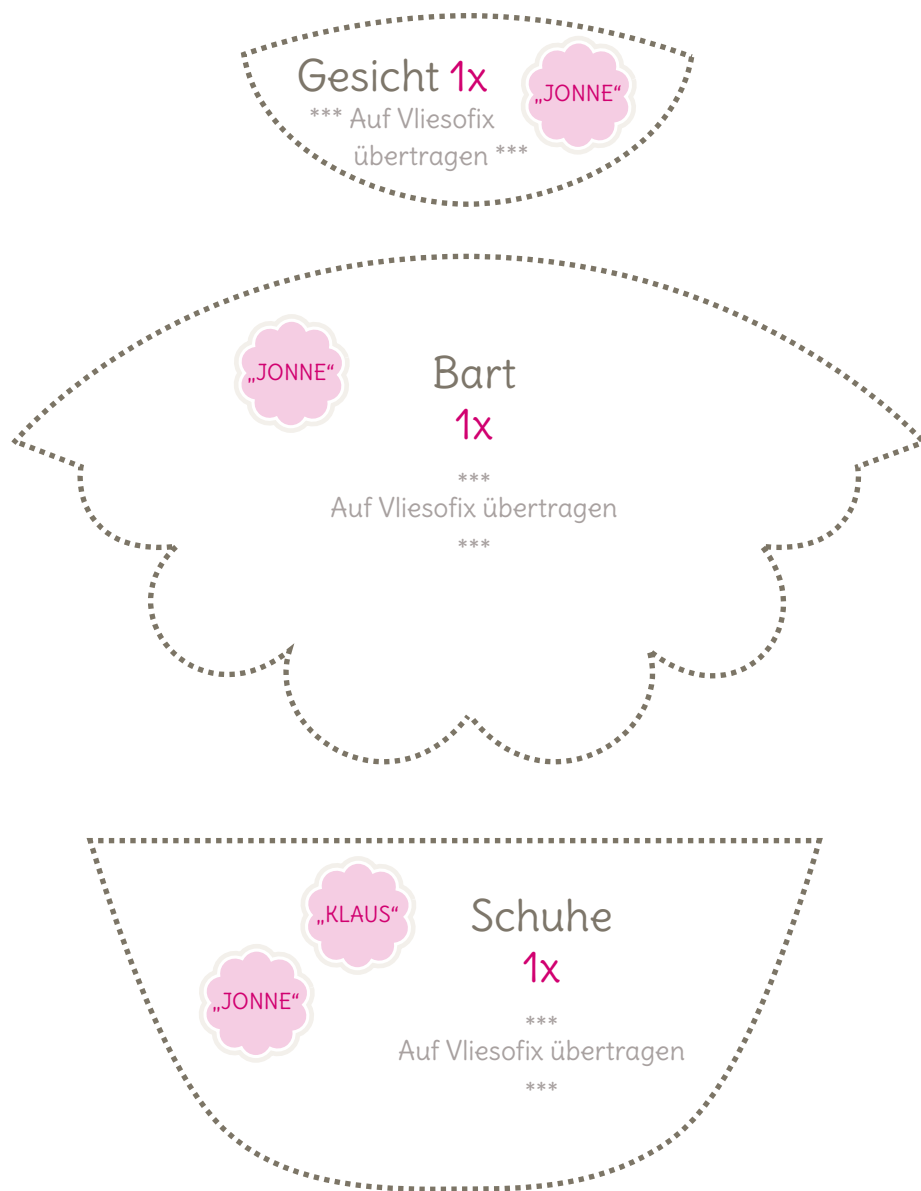 Gesicht 1x
„JONNE“
*** Auf Vliesofix
übertragen ***
„JONNE“
Bart
1x
***
Auf Vliesofix übertragen
***
„KLAUS“
„JONNE“
Schuhe
1x
***
Auf Vliesofix übertragen
***